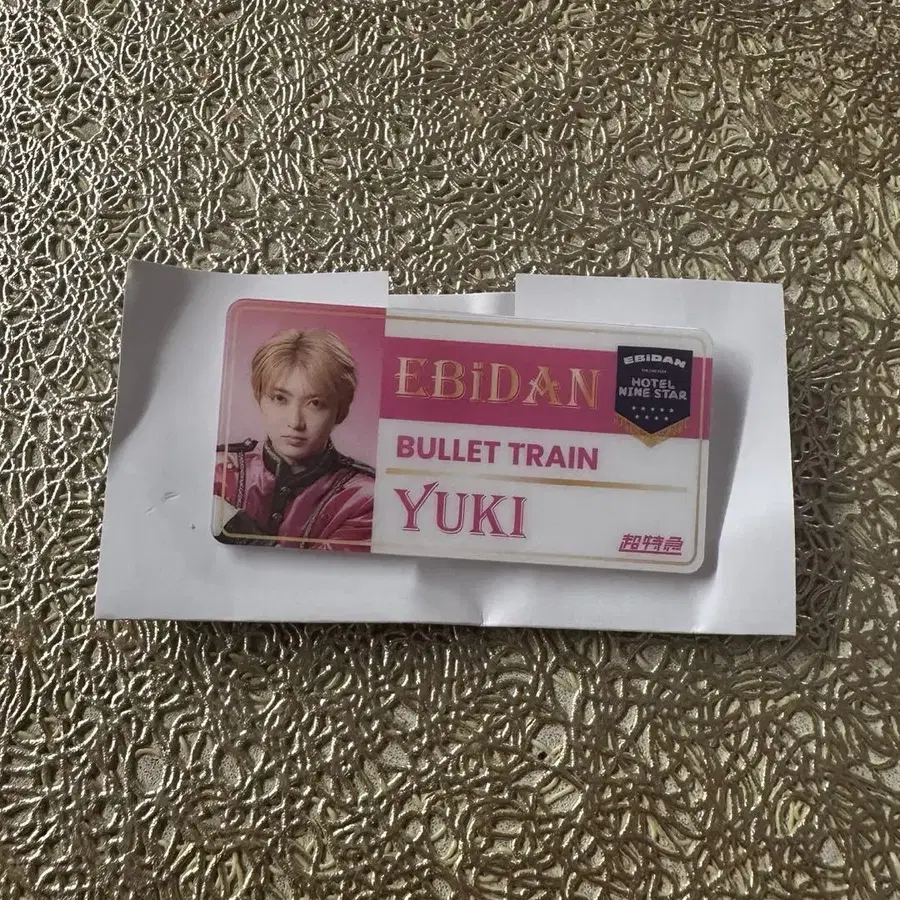 EBiDAN
BULLET TRAIN
YUKI
超特急
EBiDAN
HOTEL
NINE STAR